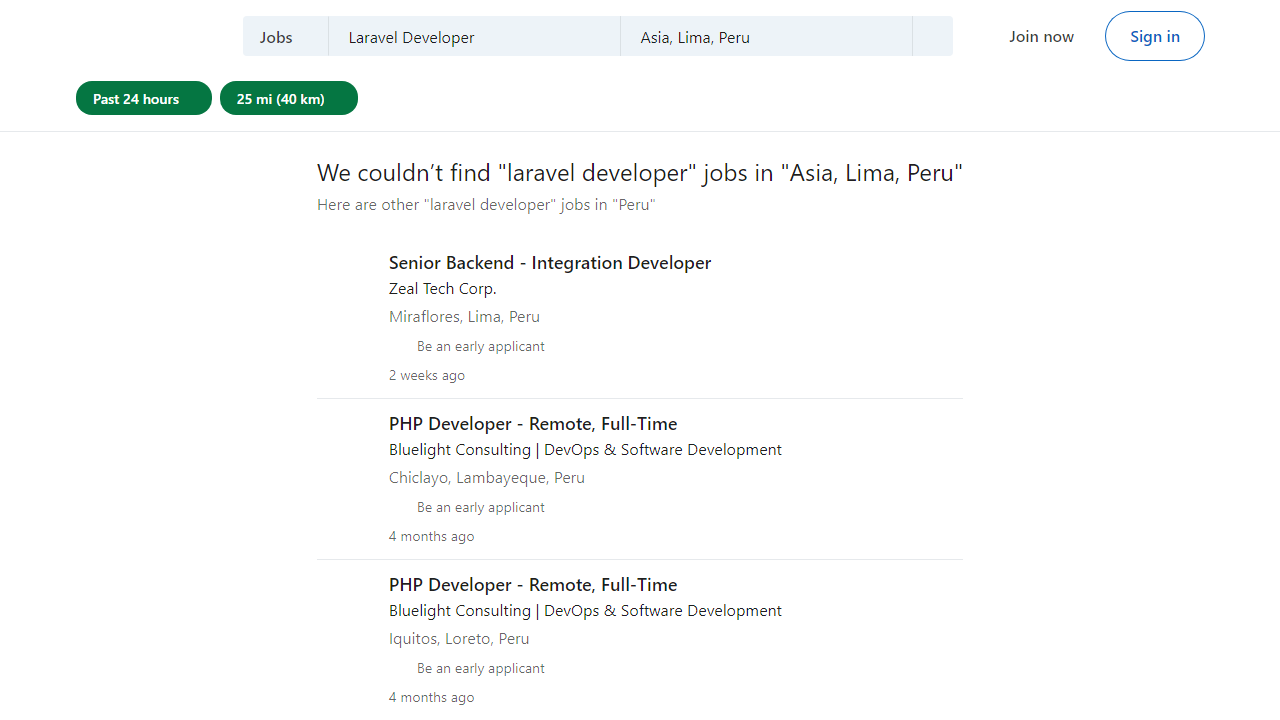 Jobs
Laravel Developer
Asia, Lima, Peru
Join now
Sign in
Past 24 hours
25 mi (40 km)
We couldn’t find "laravel developer" jobs in "Asia, Lima, Peru"
Here are other "laravel developer" jobs in "Peru"
Senior Backend - Integration Developer
Zeal Tech Corp.
Miraflores, Lima, Peru
Be an early applicant
2 weeks ago
PHP Developer - Remote, Full-Time
Bluelight Consulting | DevOps & Software Development
Chiclayo, Lambayeque, Peru
Be an early applicant
4 months ago
PHP Developer - Remote, Full-Time
Bluelight Consulting | DevOps & Software Development
Iquitos, Loreto, Peru
Be an early applicant
4 months ago